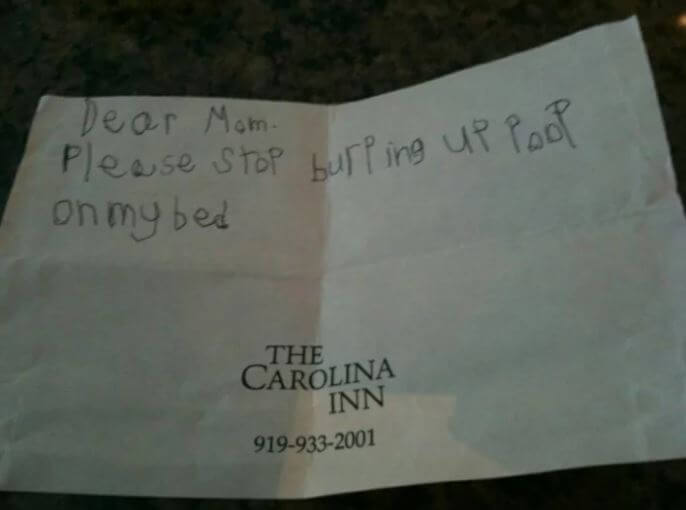 Dear Mom.
Please stop burping up poop
on my bed
THE
CAROLINA
INN
919-933-2001